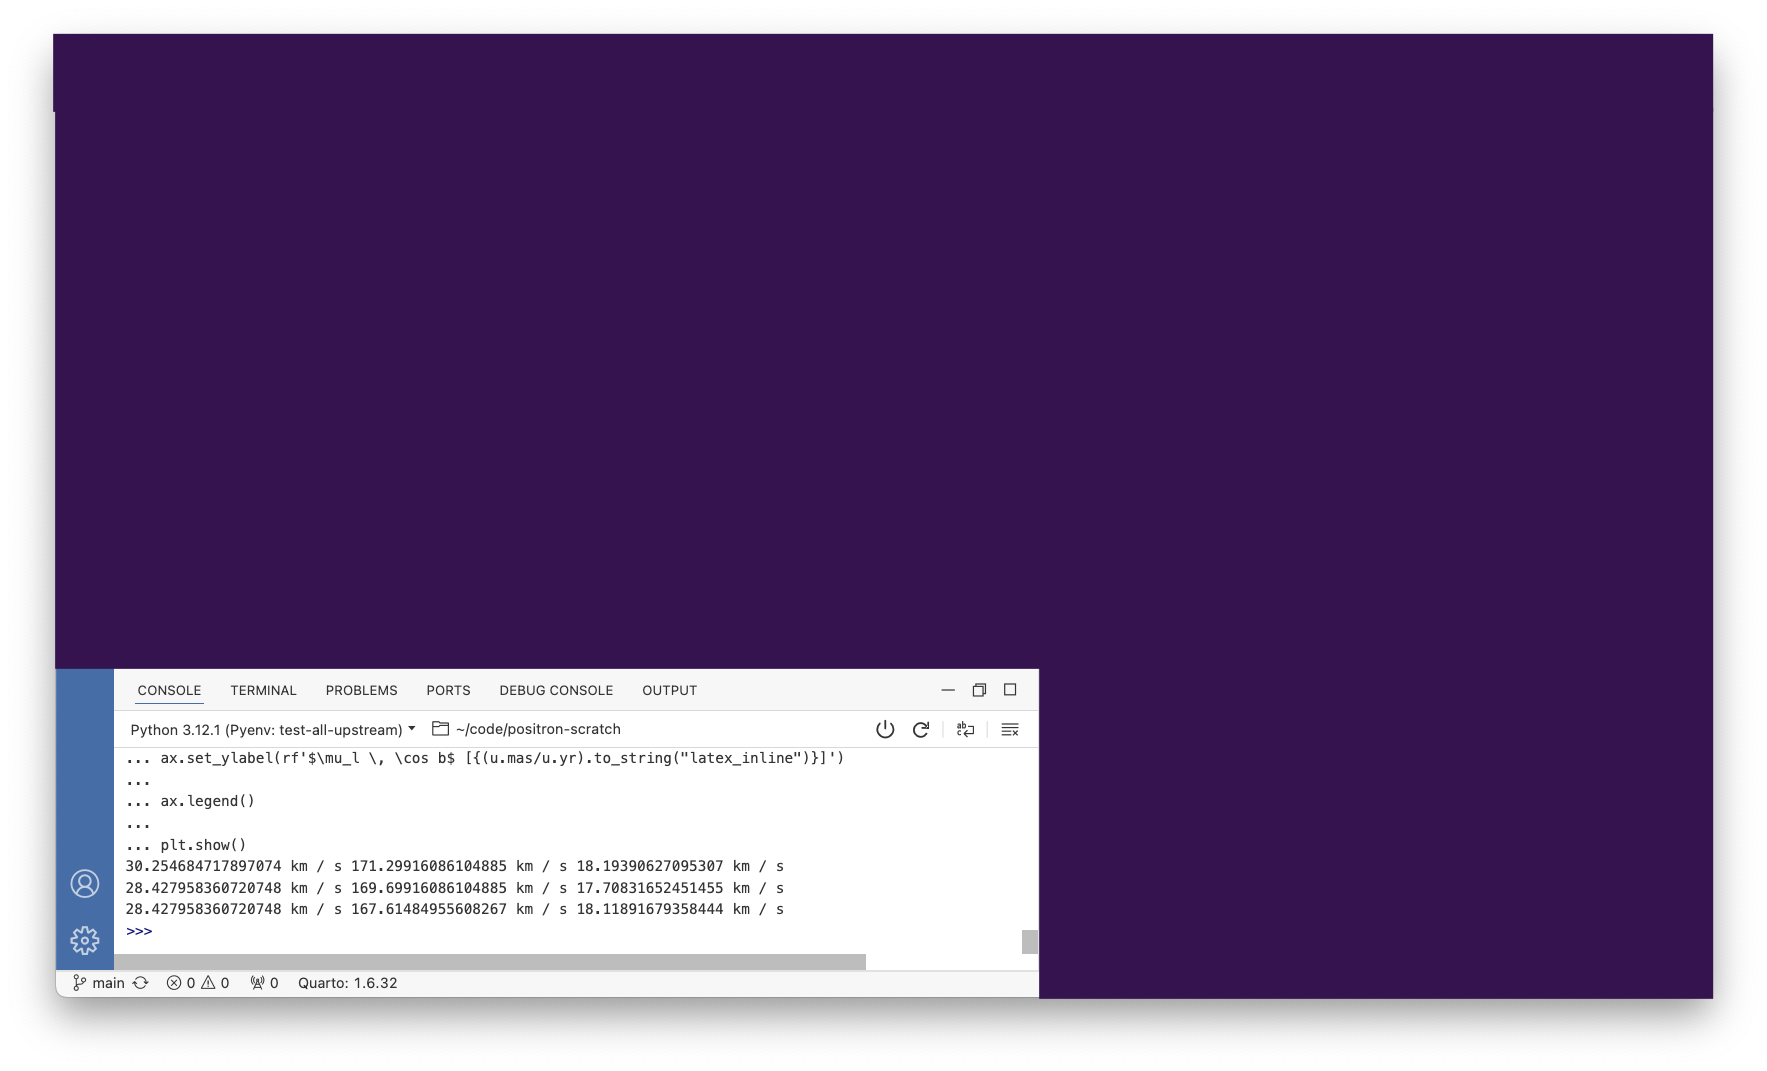 CONSOLE TERMINAL PROBLEMS PORTS DEBUG CONSOLE OUTPUT
Python 3.12.1 (Pyenv: test-all-upstream) ~/code/positron-scratch
... ax.set_ylabel(rf'$\mu_l \, \cos b$ [{(u.mas/u.yr).to_string("latex_inline")}]')
...
... ax.legend()
...
... plt.show()
30.254684717897074 km / s 171.29916086104885 km / s 18.19390627095307 km / s
28.427958360720748 km / s 169.69916086104885 km / s 17.70831652451455 km / s
28.427958360720748 km / s 167.61484955608267 km / s 18.11891679358444 km / s
>>>
main 0 0 0 Quarto: 1.6.32